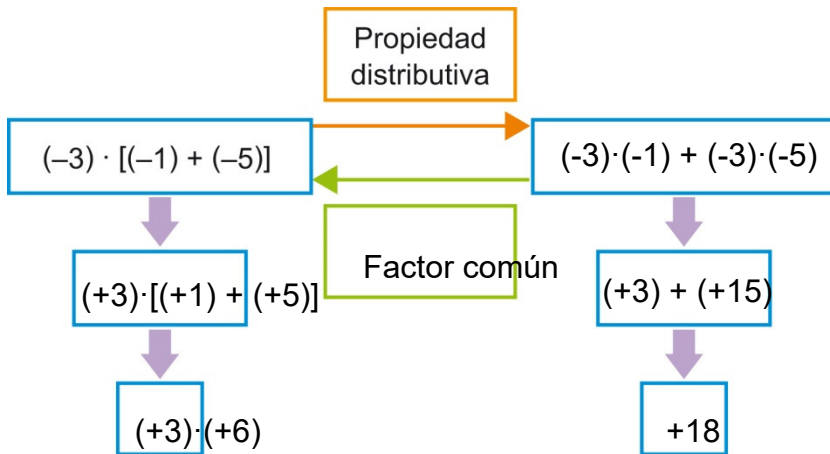 Propiedad
distributiva
(–3) · [(–1) + (–5)]
(-3)·(-1) + (-3)·(-5)
Factor común
(+3)·[(+1) + (+5)]
(+3) + (+15)
(+3)·(+6)
+18